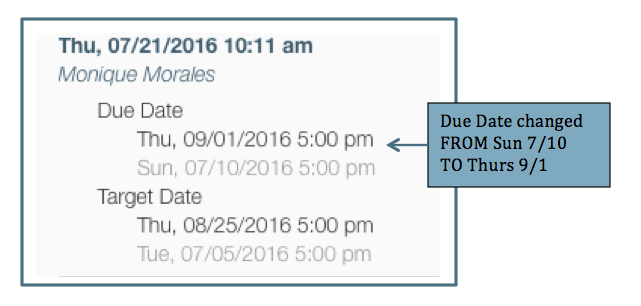 Thu, 07/21/2016 10:11 am
Monique Morales
Due Date
Thu, 09/01/2016 5:00 pm
Sun, 07/10/2016 5:00 pm
Target Date
Thu, 08/25/2016 5:00 pm
Tue, 07/05/2016 5:00 pm
Due Date changed
FROM Sun 7/10
TO Thurs 9/1